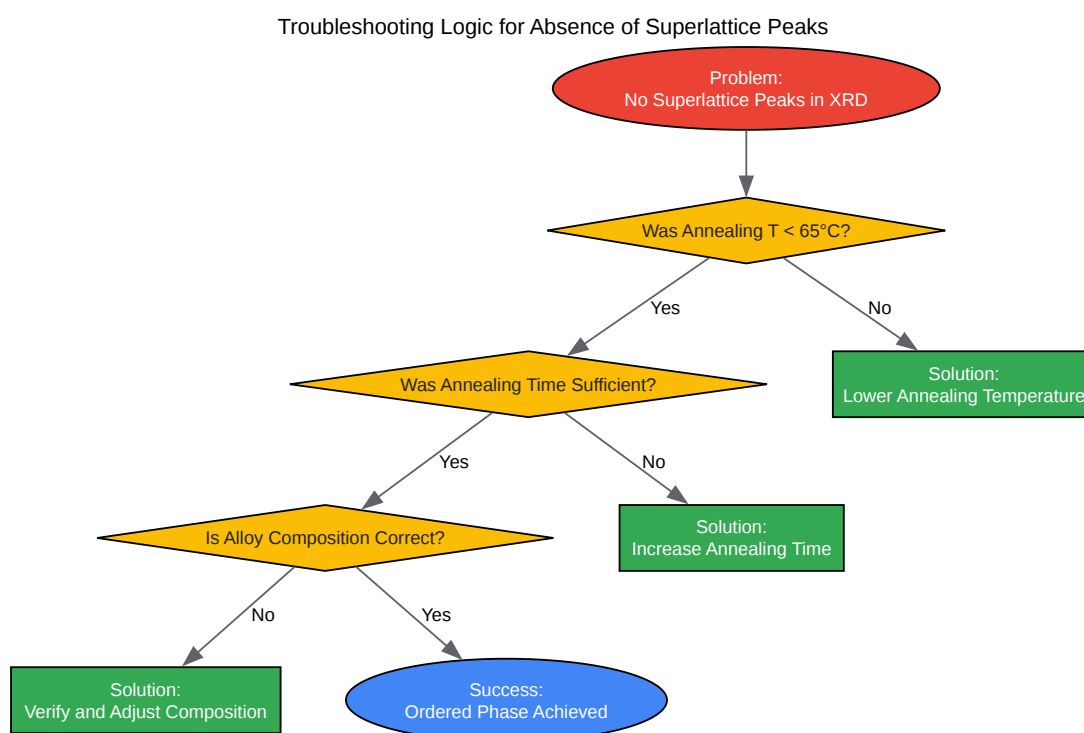 Troubleshooting Logic for Absence of Superlattice Peaks
Problem:
No Superlattice Peaks in XRD
Was Annealing T < 65°C?
Yes
No
Was Annealing Time Sufficient?
Solution:
Lower Annealing Temperature
Yes
No
Is Alloy Composition Correct?
Solution:
Increase Annealing Time
No
Yes
Solution:
Verify and Adjust Composition
Success:
Ordered Phase Achieved